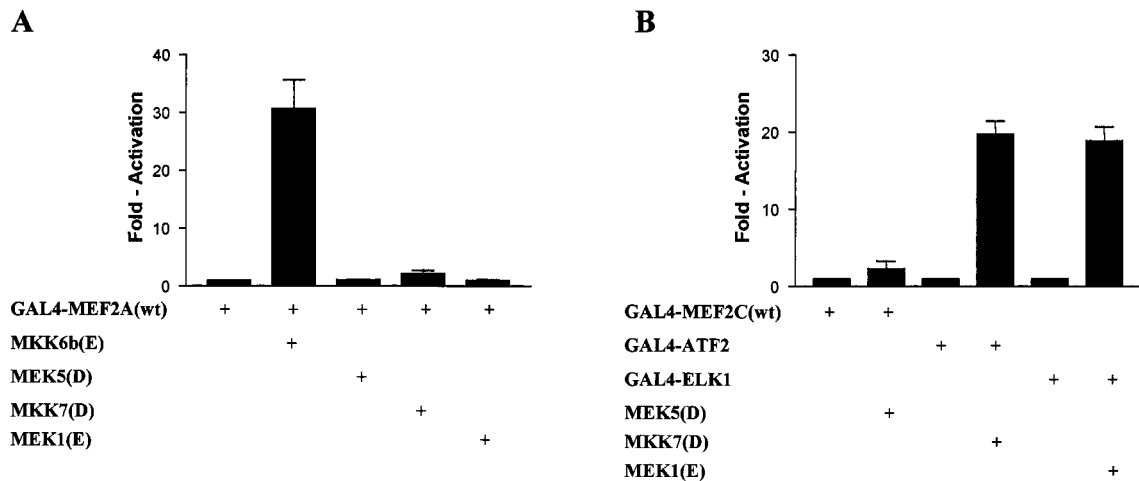 A
Fold - Activation
40
30
20
10
0
GAL4-MEF2A(wt) + + + + +
MKK6b(E) +
MEK5(D) +
MKK7(D) +
MEK1(E) +
B
Fold - Activation
30
20
10
0
GAL4-MEF2C(wt) + +
GAL4-ATF2 + +
GAL4-ELK1 + +
MEK5(D) +
MKK7(D) +
MEK1(E) +